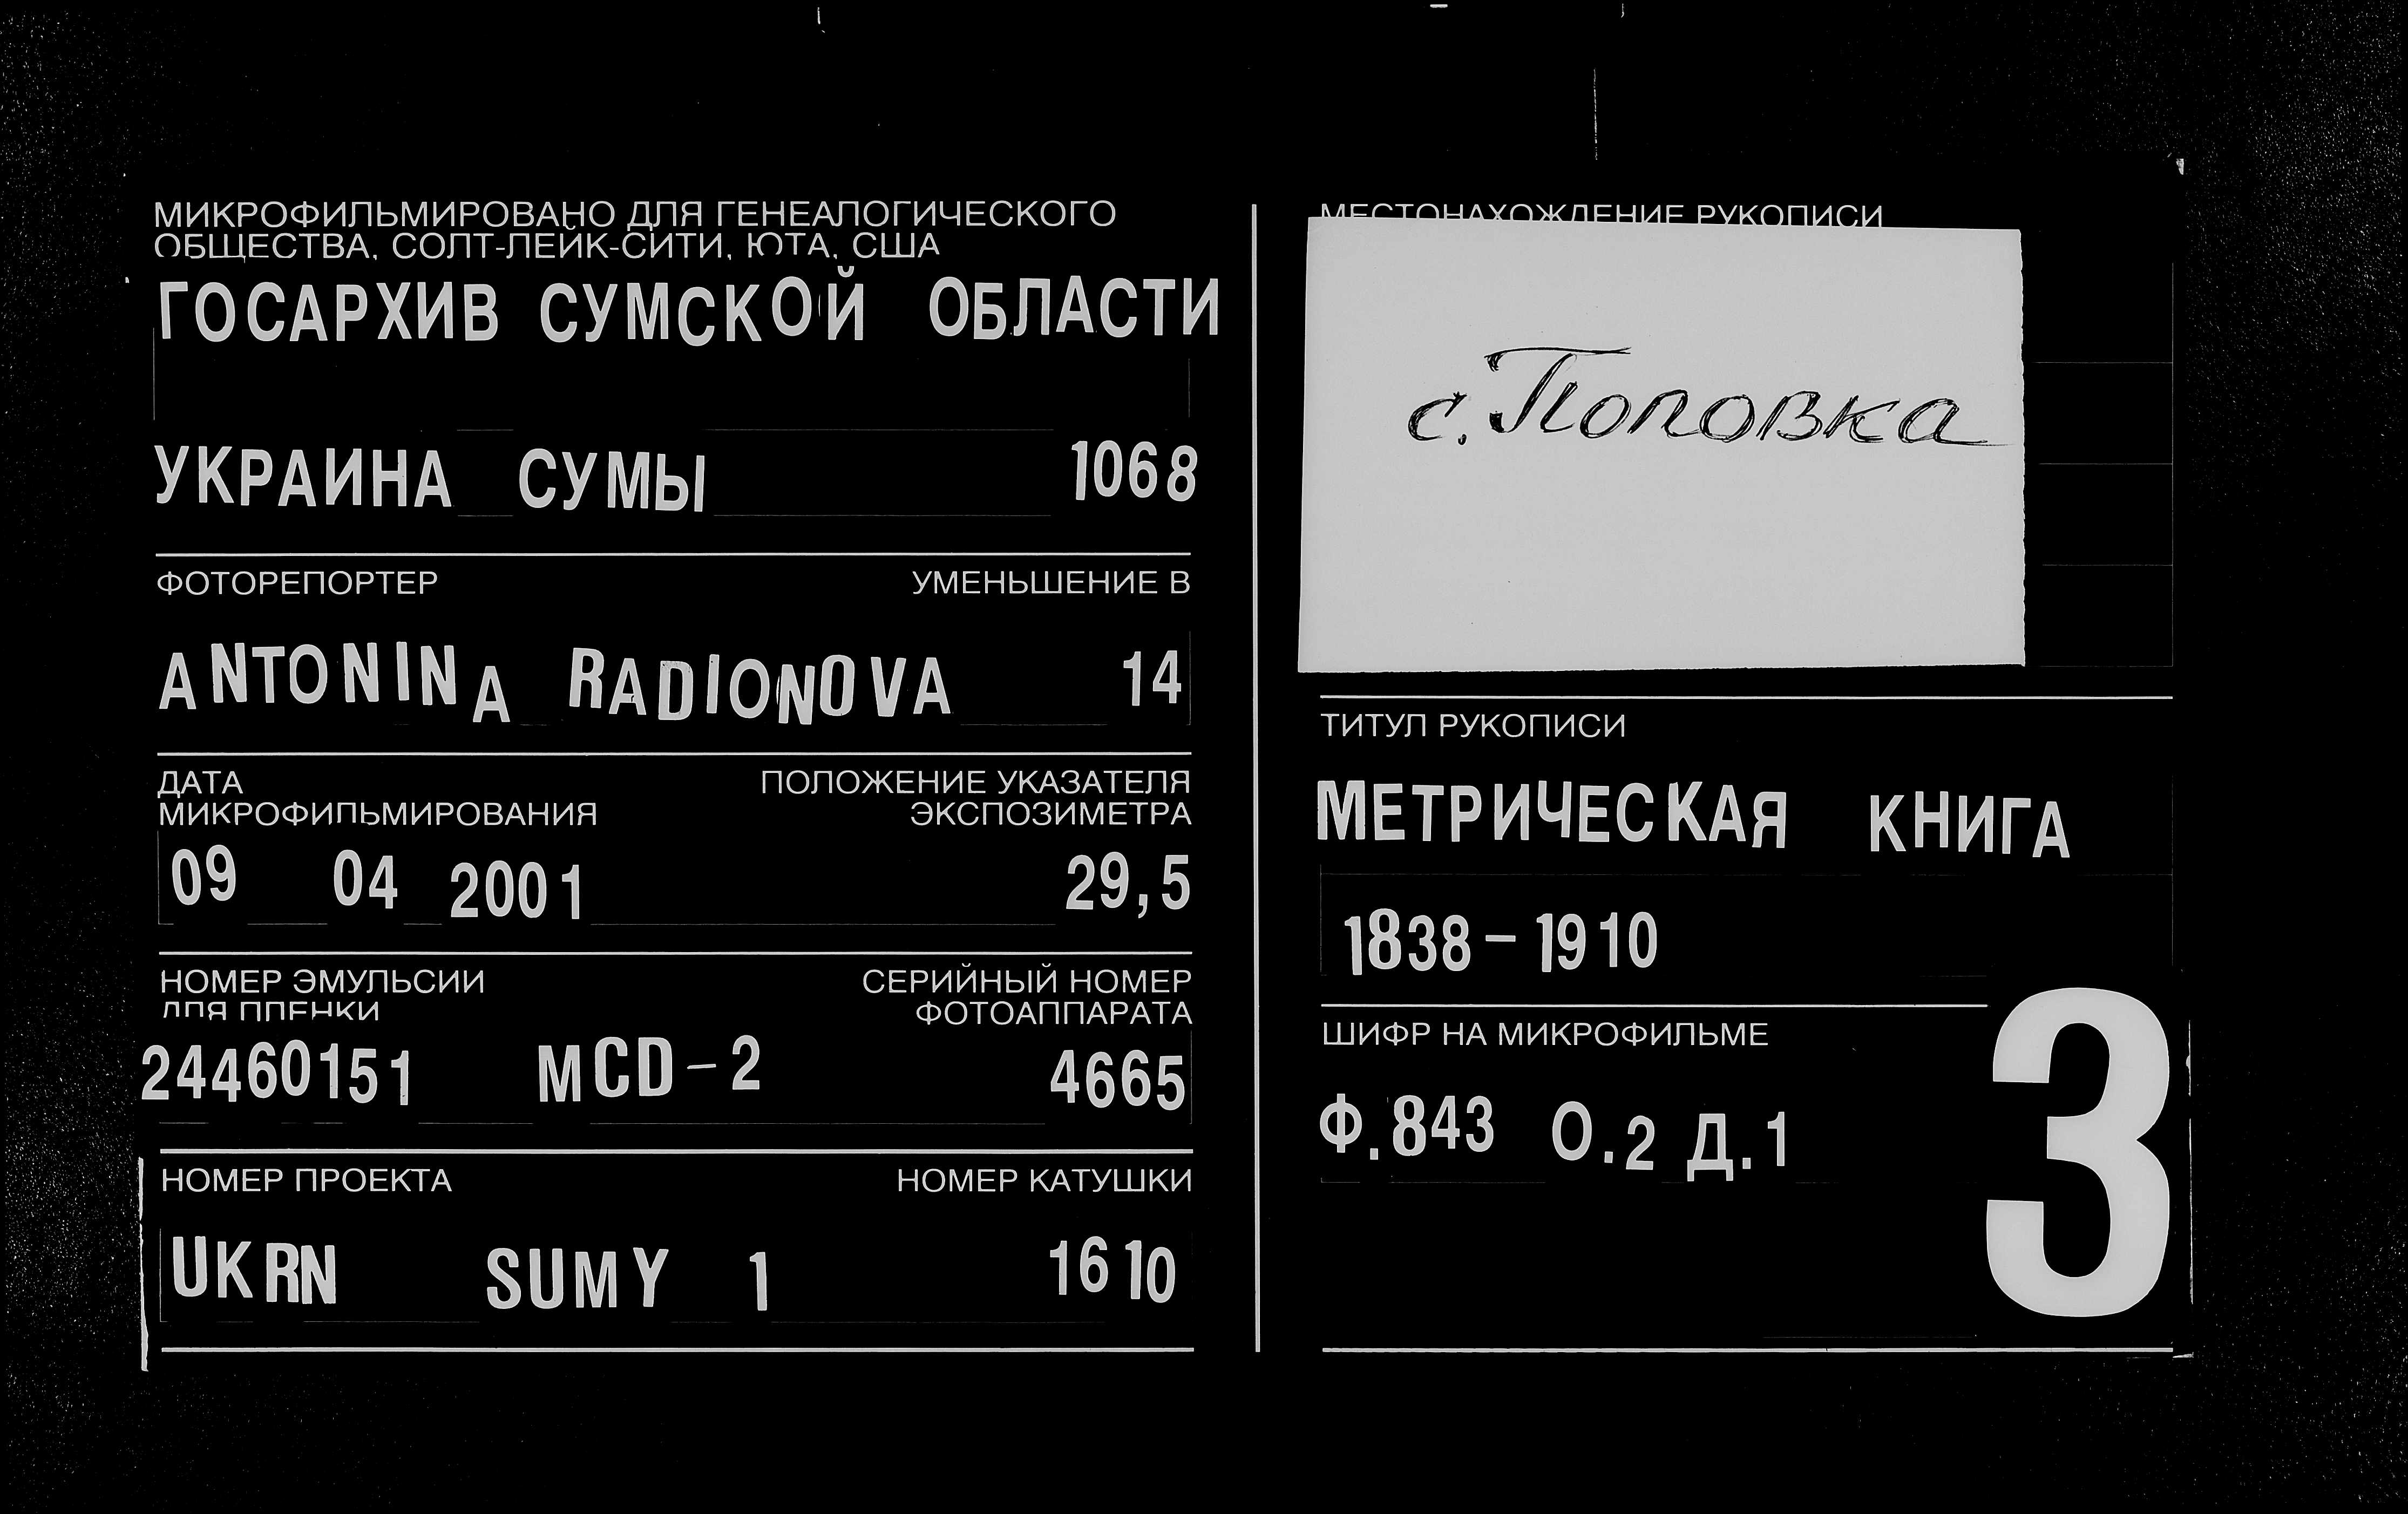 МИКРОФИЛЬМИРОВАНО ДЛЯ ГЕНЕАЛОГИЧЕСКОГО
ОБЩЕСТВА, СОЛТ-ЛЕЙК-СИТИ, ЮТА, США
ГОСАРХИВ СУМСКОЙ ОБЛАСТИ
УКРАИНА СУМЫ 1068
ФОТОРЕПОРТЕР УМЕНЬШЕНИЕ В
ANTONINA RADIONOVA 14
ДАТА ПОЛОЖЕНИЕ УКАЗАТЕЛЯ
МИКРОФИЛЬМИРОВАНИЯ ЭКСПОЗИМЕТРА
09 04 2001 29,5
НОМЕР ЭМУЛЬСИИ СЕРИЙНЫЙ НОМЕР
ДЛЯ ПЛЕНКИ ФОТОАППАРАТА
24460151 MCD-2 4665
НОМЕР ПРОЕКТА НОМЕР КАТУШКИ
UKRN SUMY 1 1610
МЕСТОНАХОЖДЕНИЕ РУКОПИСИ
с. Поповка
ТИТУЛ РУКОПИСИ
МЕТРИЧЕСКАЯ КНИГА
1838-1910
ШИФР НА МИКРОФИЛЬМЕ
Ф.843 О.2 Д.1
3